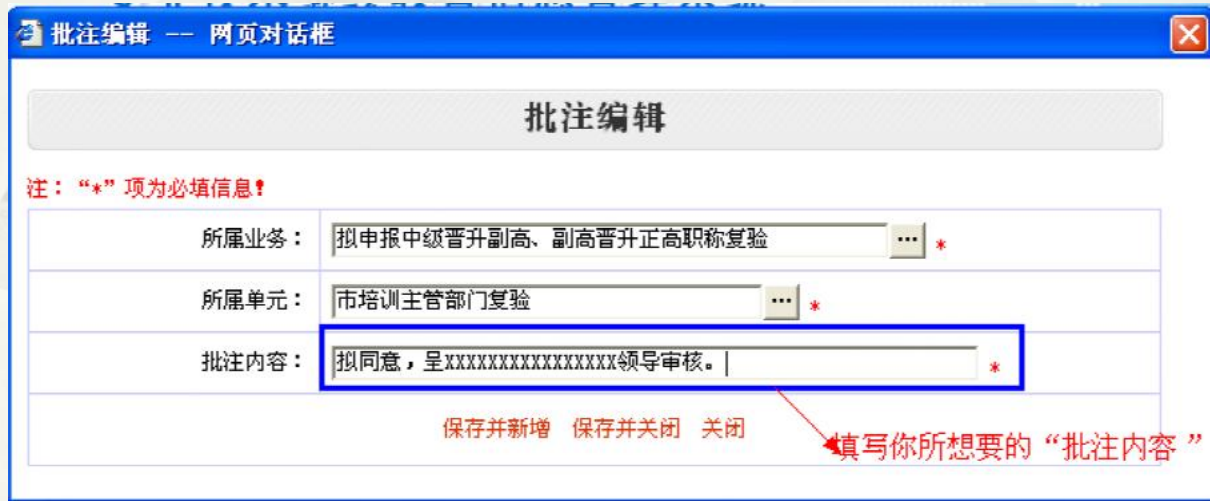 批注编辑 -- 网页对话框
批注编辑
注：“*”项为必填信息！
所属业务： 拟申报中级晋升副高、副高晋升正高职称复验 ... *
所属单元： 市培训主管部门复验 ... *
批注内容： 拟同意，呈XXXXXXXXXXXXXXXX领导审核。 *
保存并新增 保存并关闭 关闭
填写你所想要的“批注内容 ”